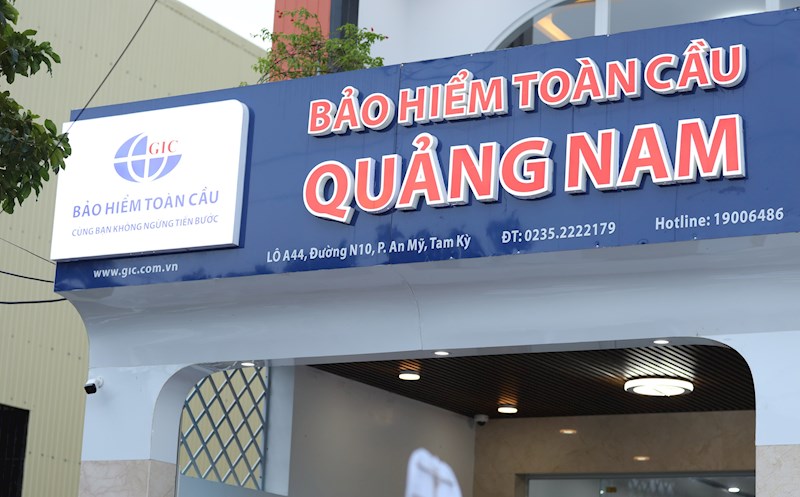 GIC
BẢO HIỂM TOÀN CẦU
CÙNG BẠN KHÔNG NGỪNG TIẾN BƯỚC
www.gic.com.vn
BẢO HIỂM TOÀN CẦU
QUẢNG NAM
LÔ A44, Đường N10, P. An Mỹ, Tam Kỳ ĐT: 0235.2222179 Hotline: 19006486